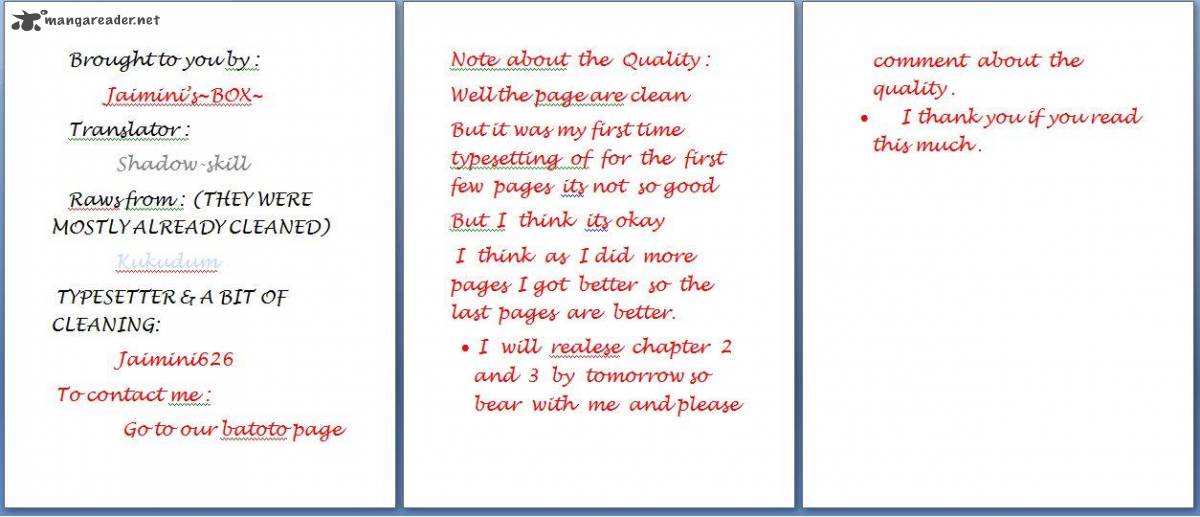 mangareader.net
Brought to you by :
Jaimini's~BOX~
Translator :
Shadow-skill
Raws from : (THEY WERE
MOSTLY ALREADY CLEANED)
Kukudum
TYPESETTER & A BIT OF
CLEANING:
Jaimini626
To contact me :
Go to our batoto page
Note about the Quality :
Well the page are clean
But it was my first time
typesetting of for the first
few pages its not so good
But I think its okay
I think as I did more
pages I got better so the
last pages are better.
• I will realese chapter 2
and 3 by tomorrow so
bear with me and please
comment about the
quality .
• I thank you if you read
this much .